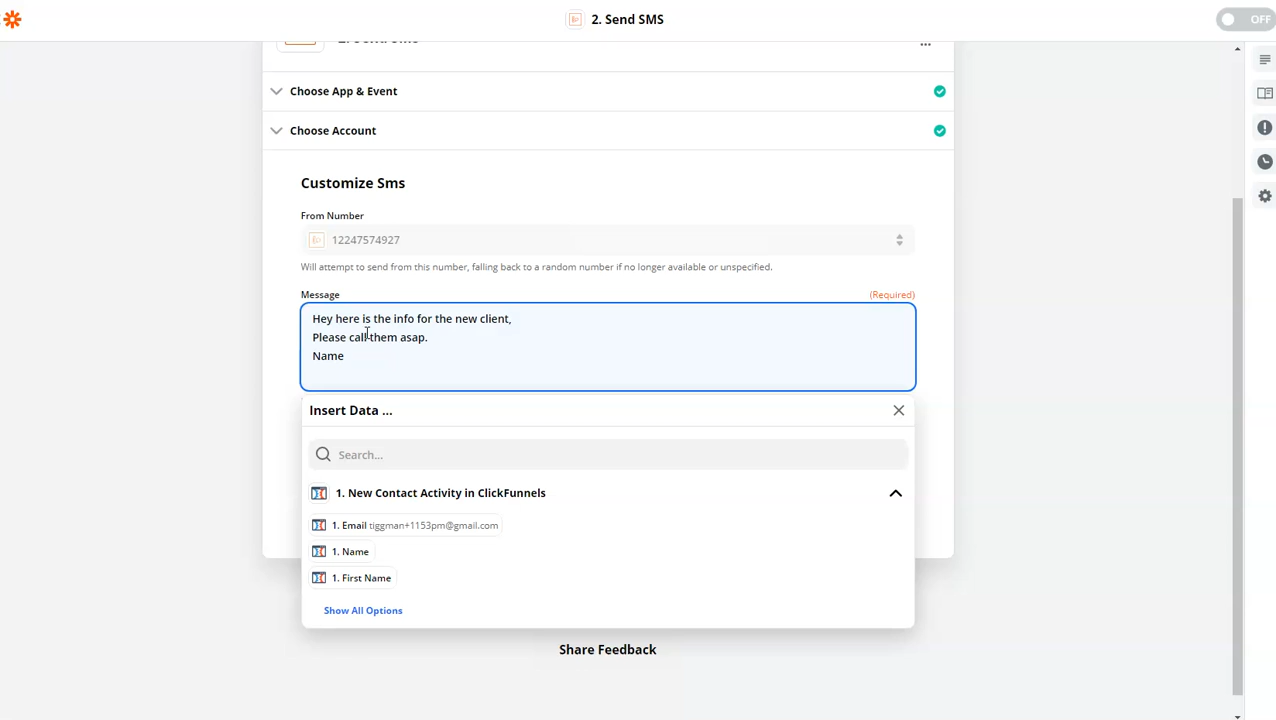 2. Send SMS
OFF
Choose App & Event
Choose Account
Customize Sms
From Number
12247574927
Will attempt to send from this number, falling back to a random number if no longer available or unspecified.
Message
(Required)
Hey here is the info for the new client,
Please call them asap.
Name
Insert Data ...
Search...
1. New Contact Activity in ClickFunnels
1. Email tiggman+1153pm@gmail.com
1. Name
1. First Name
Show All Options
Share Feedback